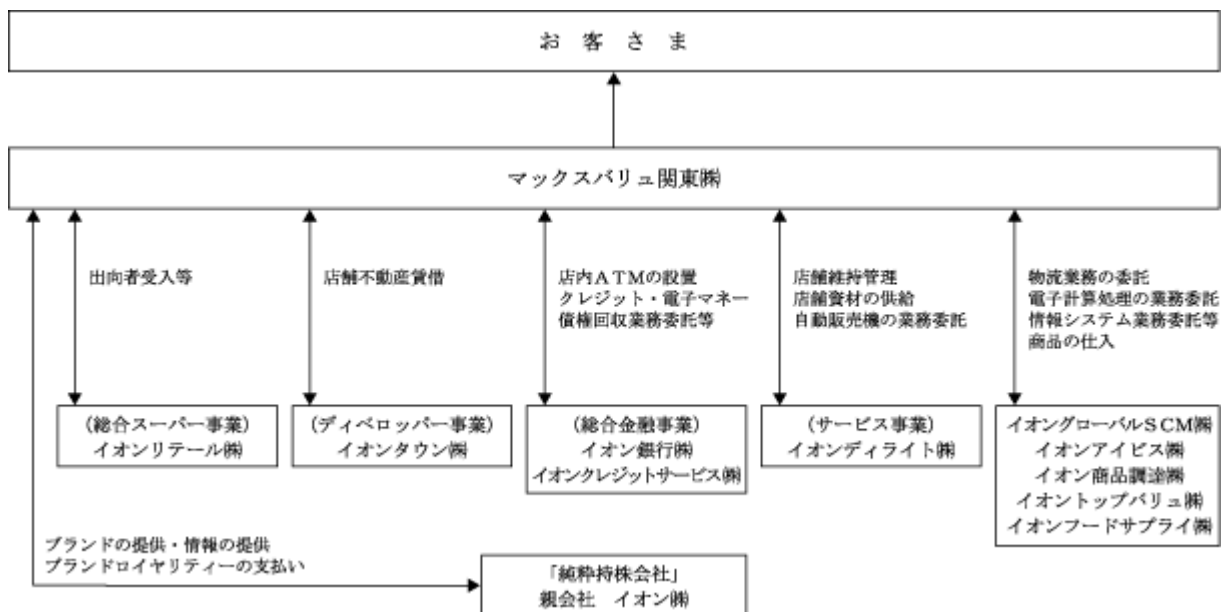 お 客 さ ま
マックスバリュ関東㈱
出向者受入等
店舗不動産賃借
店内ATMの設置
クレジット・電子マネー
債権回収業務委託等
店舗維持管理
店舗資材の供給
自動販売機の業務委託
物流業務の委託
電子計算処理の業務委託
情報システム業務委託等
商品の仕入
(総合スーパー事業)
イオンリテール㈱
(ディベロッパー事業)
イオンタウン㈱
(総合金融事業)
イオン銀行㈱
イオンクレジットサービス㈱
(サービス事業)
イオンディライト㈱
イオングローバルSCM㈱
イオンアイビス㈱
イオン商品調達㈱
イオントップバリュ㈱
イオンフードサプライ㈱
ブランドの提供・情報の提供
ブランドロイヤリティーの支払い
「純粋持株会社」
親会社 イオン㈱